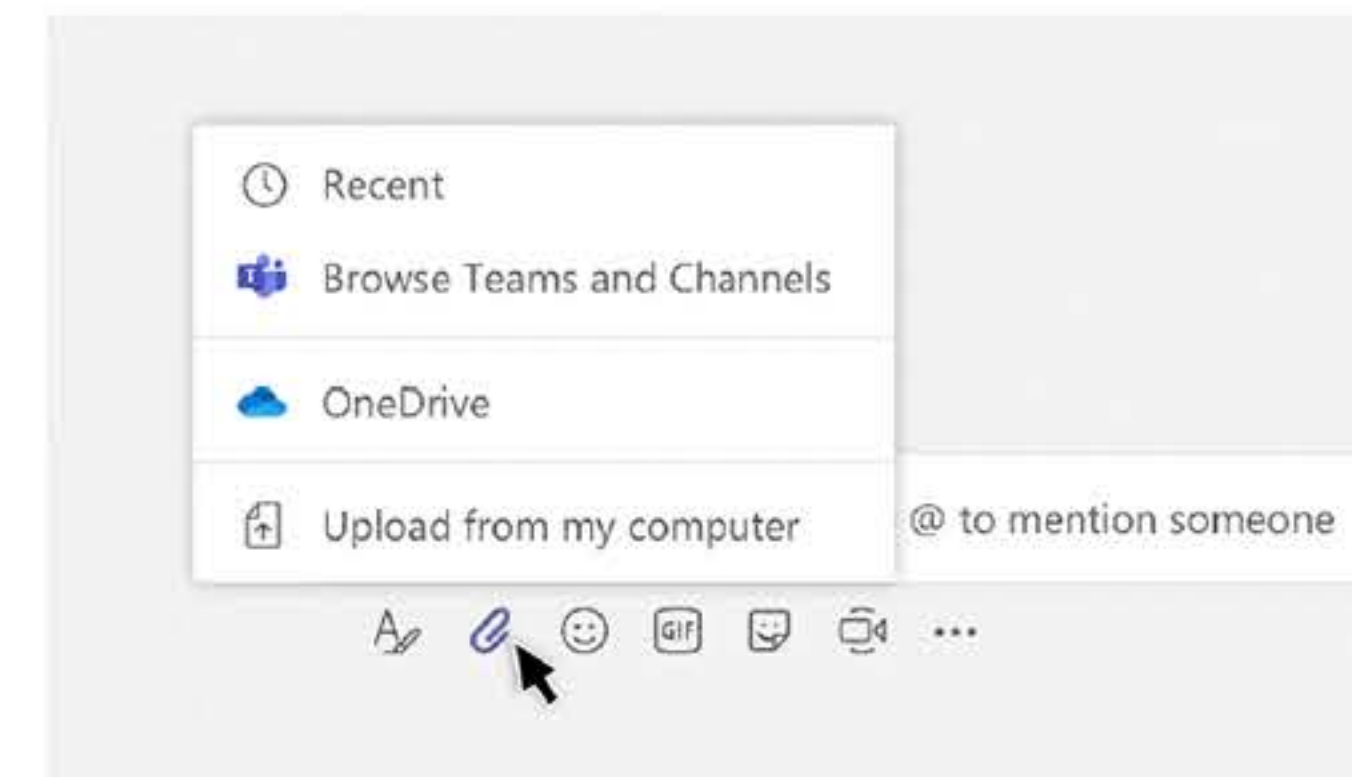 Recent
Browse Teams and Channels
OneDrive
Upload from my computer
@ to mention someone
GIF